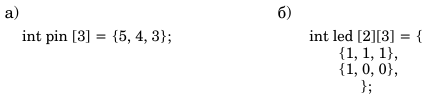 а)
int pin [3] = {5, 4, 3};
б)
int led [2][3] = {
{1, 1, 1},
{1, 0, 0},
};